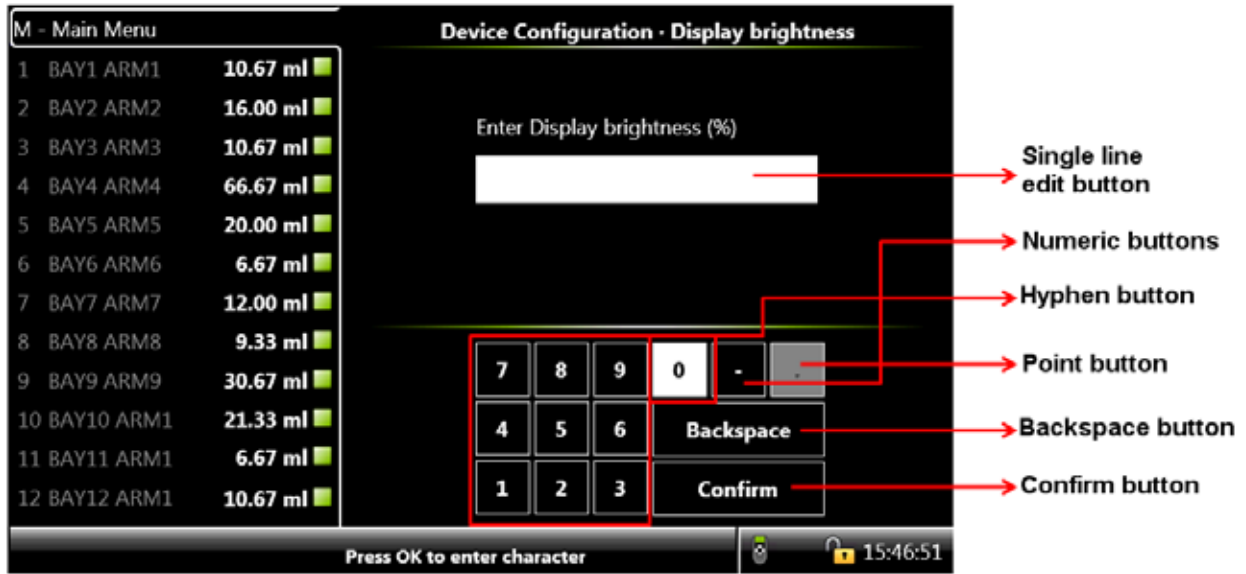 M - Main Menu
Device Configuration - Display brightness
1 BAY1 ARM1 10.67 ml
2 BAY2 ARM2 16.00 ml
3 BAY3 ARM3 10.67 ml
4 BAY4 ARM4 66.67 ml
5 BAY5 ARM5 20.00 ml
6 BAY6 ARM6 6.67 ml
7 BAY7 ARM7 12.00 ml
8 BAY8 ARM8 9.33 ml
9 BAY9 ARM9 30.67 ml
10 BAY10 ARM1 21.33 ml
11 BAY11 ARM1 6.67 ml
12 BAY12 ARM1 10.67 ml
Enter Display brightness (%)
7 8 9 0 - .
4 5 6 Backspace
1 2 3 Confirm
Press OK to enter character
15:46:51
Single line
edit button
Numeric buttons
Hyphen button
Point button
Backspace button
Confirm button